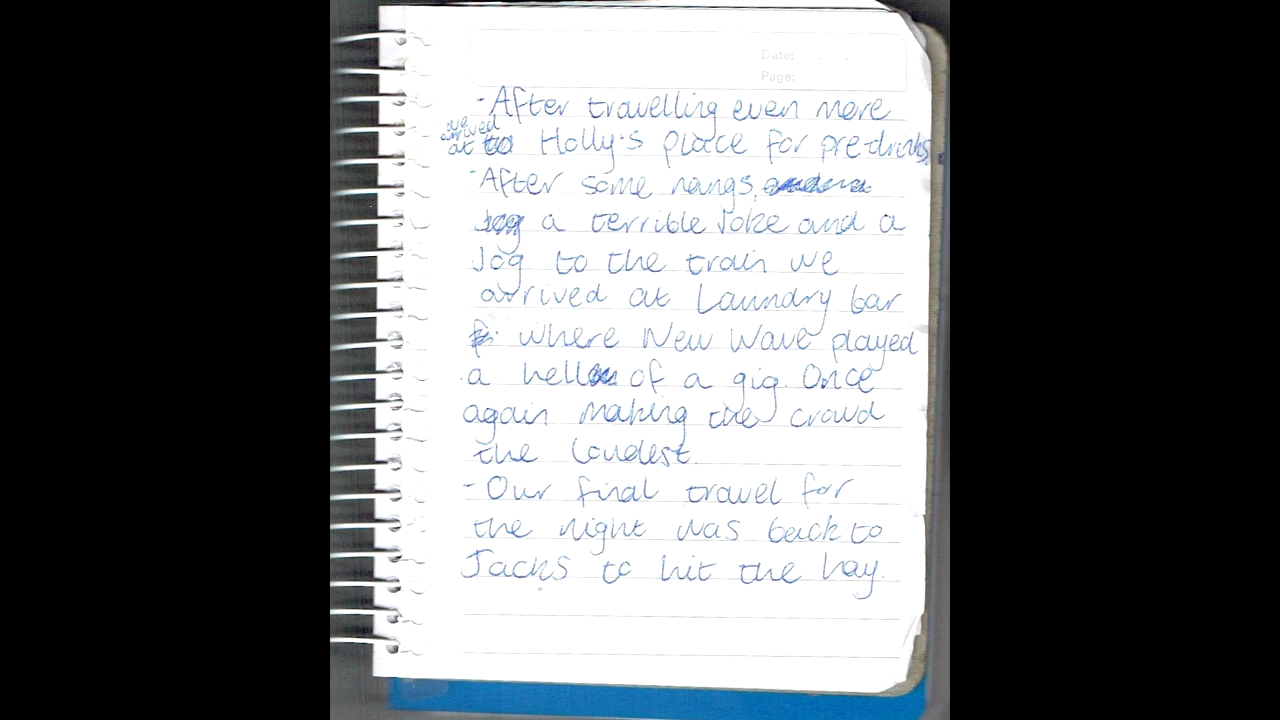 Date:
Page:
- After travelling even more
we
arrived
at to Holly's place for pre-drinks.
- After some nangs,
Jog a terrible Joke and a
Jog to the train we
arrived at Laundry bar
where New Wave played
a hell of a gig. Once
again making the crowd
the loudest.
- Our final travel for
the night was back to
Jacks to hit the hay.